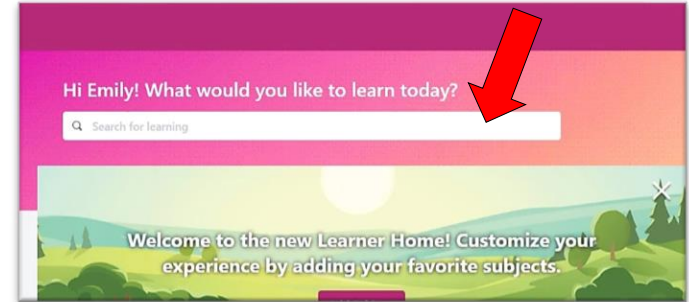 Hi Emily! What would you like to learn today?
Search for learning
Welcome to the new Learner Home! Customize your
experience by adding your favorite subjects.